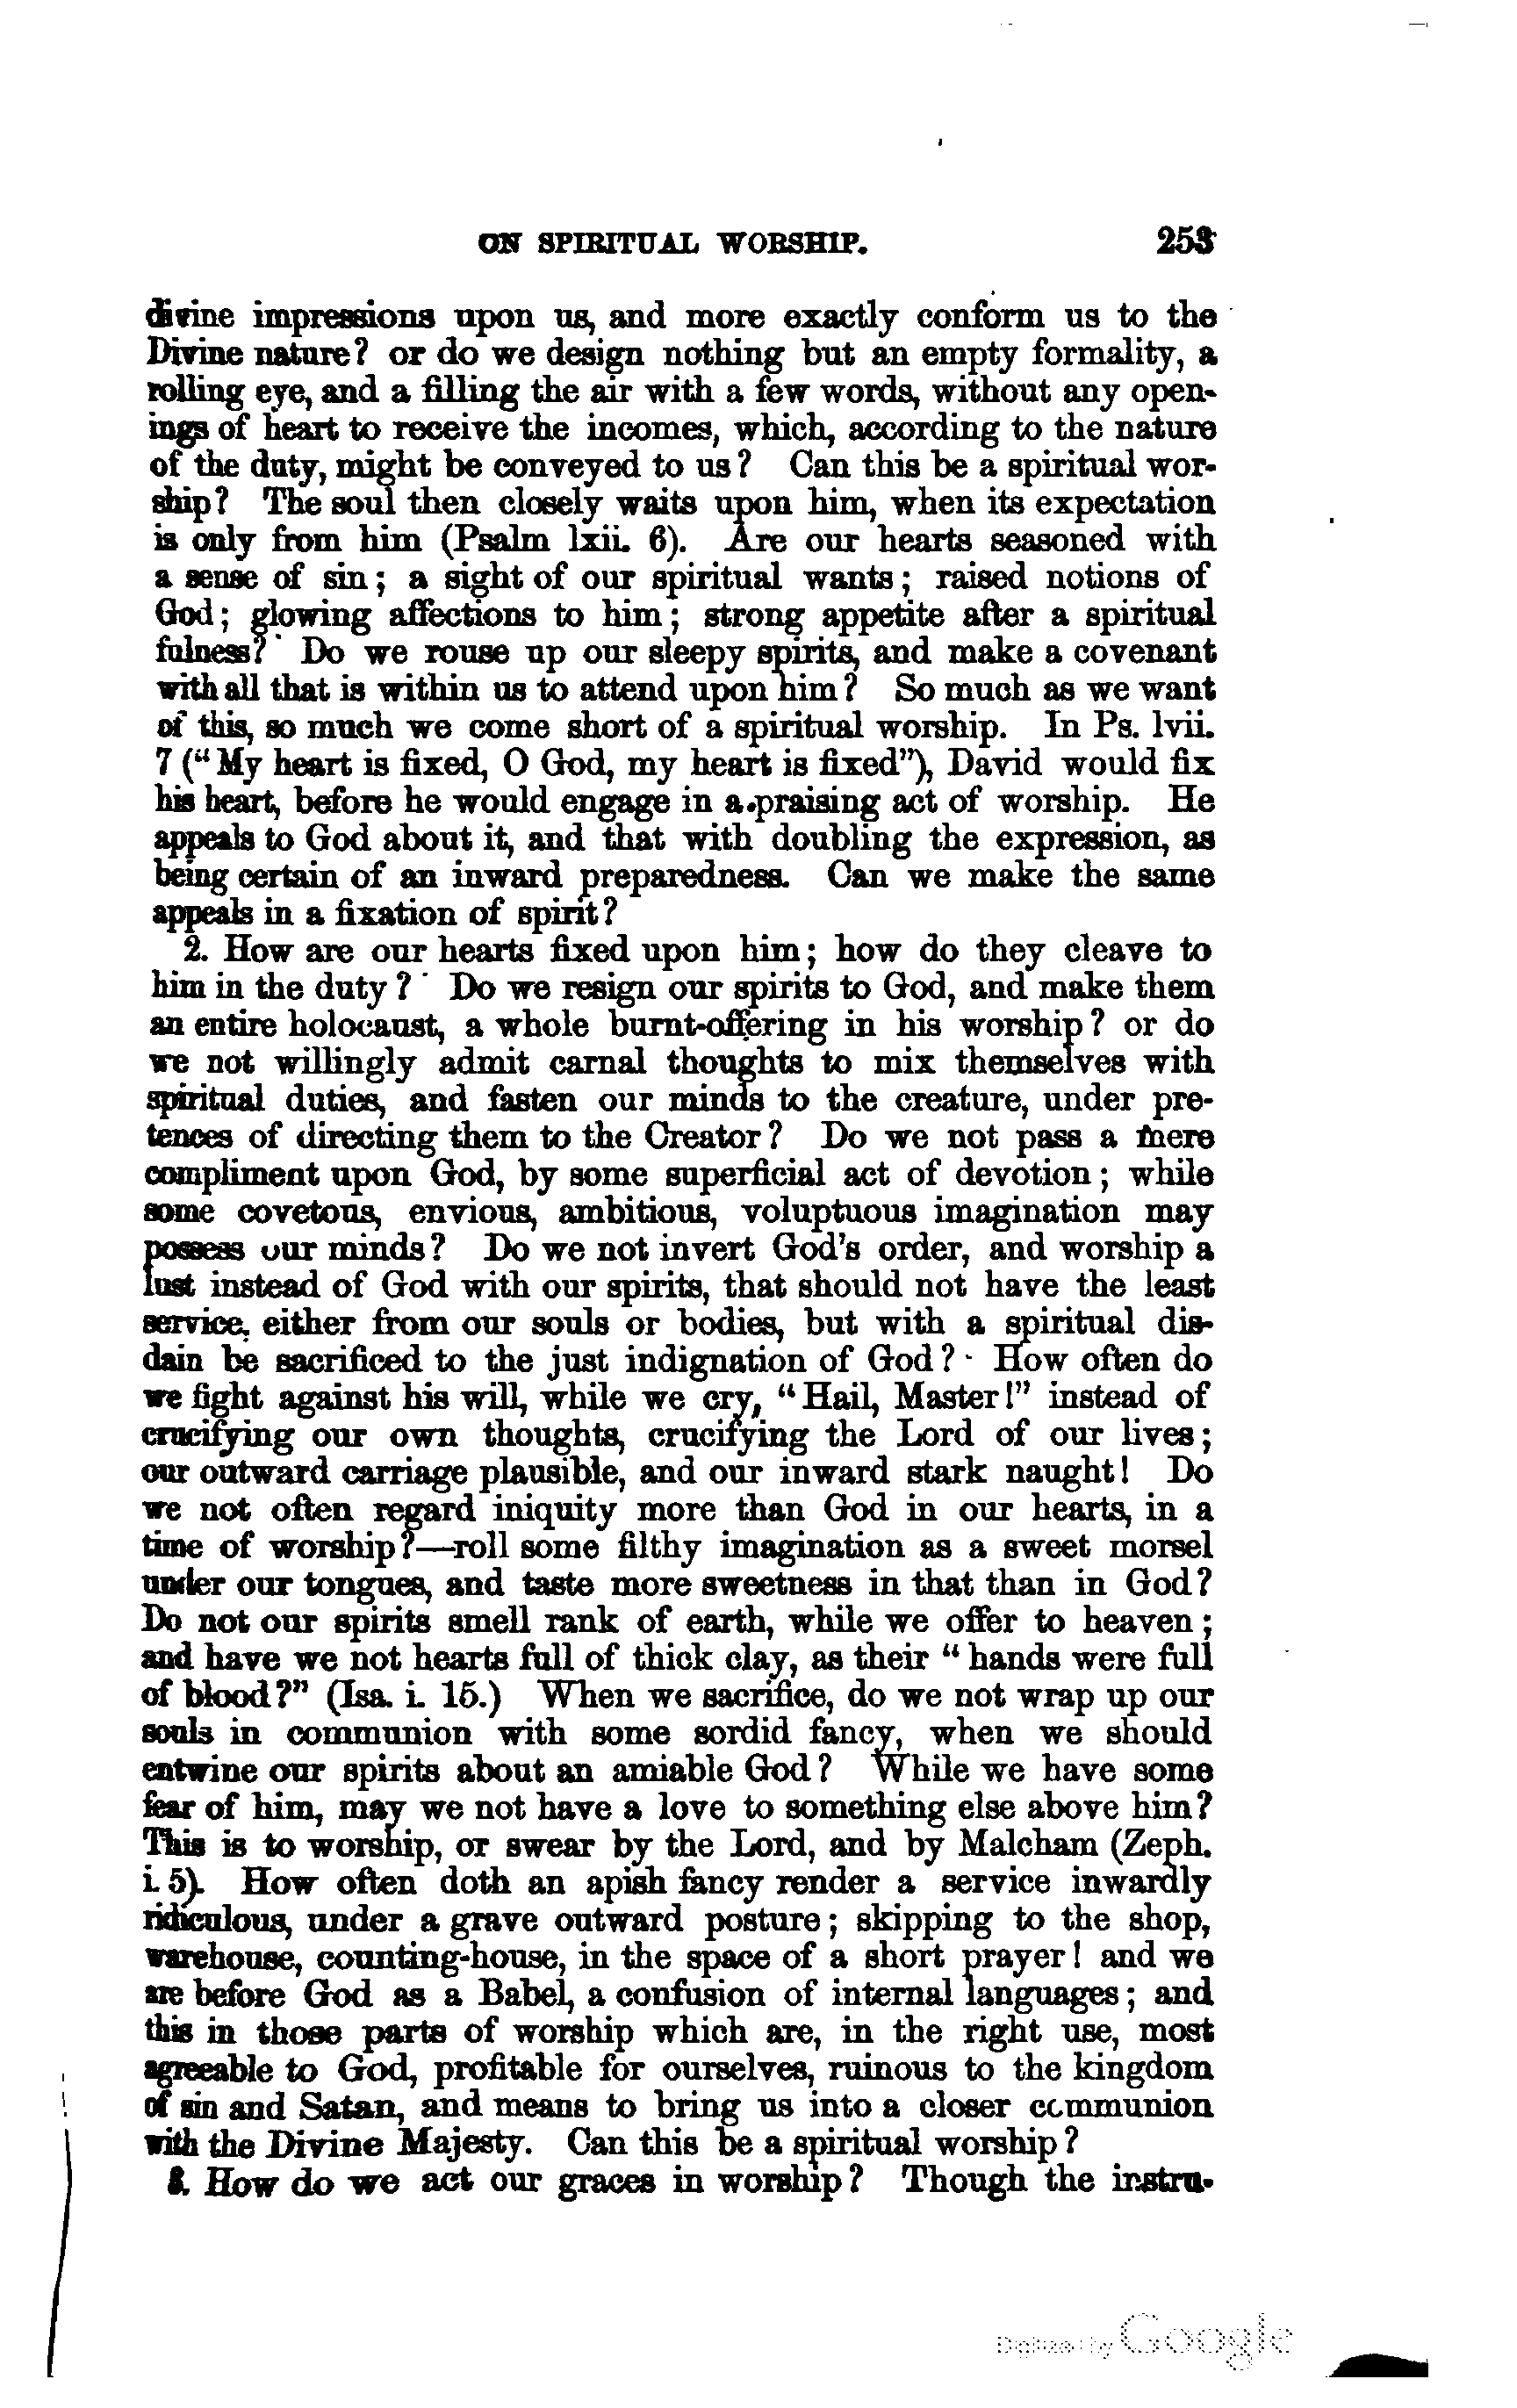 ON SPIRITUAL WORSHIP. 253
divine impressions upon us, and more exactly conform us to the
Divine nature? or do we design nothing but an empty formality, a
rolling eye, and a filling the air with a few words, without any open-
ings of heart to receive the incomes, which, according to the nature
of the duty, might be conveyed to us? Can this be a spiritual wor-
ship? The soul then closely waits upon him, when its expectation
is only from him (Psalm lxii. 6). Are our hearts seasoned with
a sense of sin; a sight of our spiritual wants; raised notions of
God; glowing affections to him; strong appetite after a spiritual
fulness? Do we rouse up our sleepy spirits, and make a covenant
with all that is within us to attend upon him? So much as we want
of this, so much we come short of a spiritual worship. In Ps. lvii.
7 ("My heart is fixed, O God, my heart is fixed"), David would fix
his heart, before he would engage in a praising act of worship. He
appeals to God about it, and that with doubling the expression, as
being certain of an inward preparedness. Can we make the same
appeals in a fixation of spirit?
2. How are our hearts fixed upon him; how do they cleave to
him in the duty? Do we resign our spirits to God, and make them
an entire holocaust, a whole burnt-offering in his worship? or do
we not willingly admit carnal thoughts to mix themselves with
spiritual duties, and fasten our minds to the creature, under pre-
tences of directing them to the Creator? Do we not pass a mere
compliment upon God, by some superficial act of devotion; while
some covetous, envious, ambitious, voluptuous imagination may
possess our minds? Do we not invert God's order, and worship a
lust instead of God with our spirits, that should not have the least
service, either from our souls or bodies, but with a spiritual dis-
dain be sacrificed to the just indignation of God? How often do
we fight against his will, while we cry, "Hail, Master!" instead of
crucifying our own thoughts, crucifying the Lord of our lives;
our outward carriage plausible, and our inward stark naught! Do
we not often regard iniquity more than God in our hearts, in a
time of worship?—roll some filthy imagination as a sweet morsel
under our tongues, and taste more sweetness in that than in God?
Do not our spirits smell rank of earth, while we offer to heaven;
and have we not hearts full of thick clay, as their "hands were full
of blood?" (Isa. i. 15.) When we sacrifice, do we not wrap up our
souls in communion with some sordid fancy, when we should
entwine our spirits about an amiable God? While we have some
fear of him, may we not have a love to something else above him?
This is to worship, or swear by the Lord, and by Malcham (Zeph.
i. 5). How often doth an apish fancy render a service inwardly
ridiculous, under a grave outward posture; skipping to the shop,
warehouse, counting-house, in the space of a short prayer! and we
are before God as a Babel, a confusion of internal languages; and
this in those parts of worship which are, in the right use, most
agreeable to God, profitable for ourselves, ruinous to the kingdom
of sin and Satan, and means to bring us into a closer communion
with the Divine Majesty. Can this be a spiritual worship?
3. How do we act our graces in worship? Though the instru-
Digitized by Google